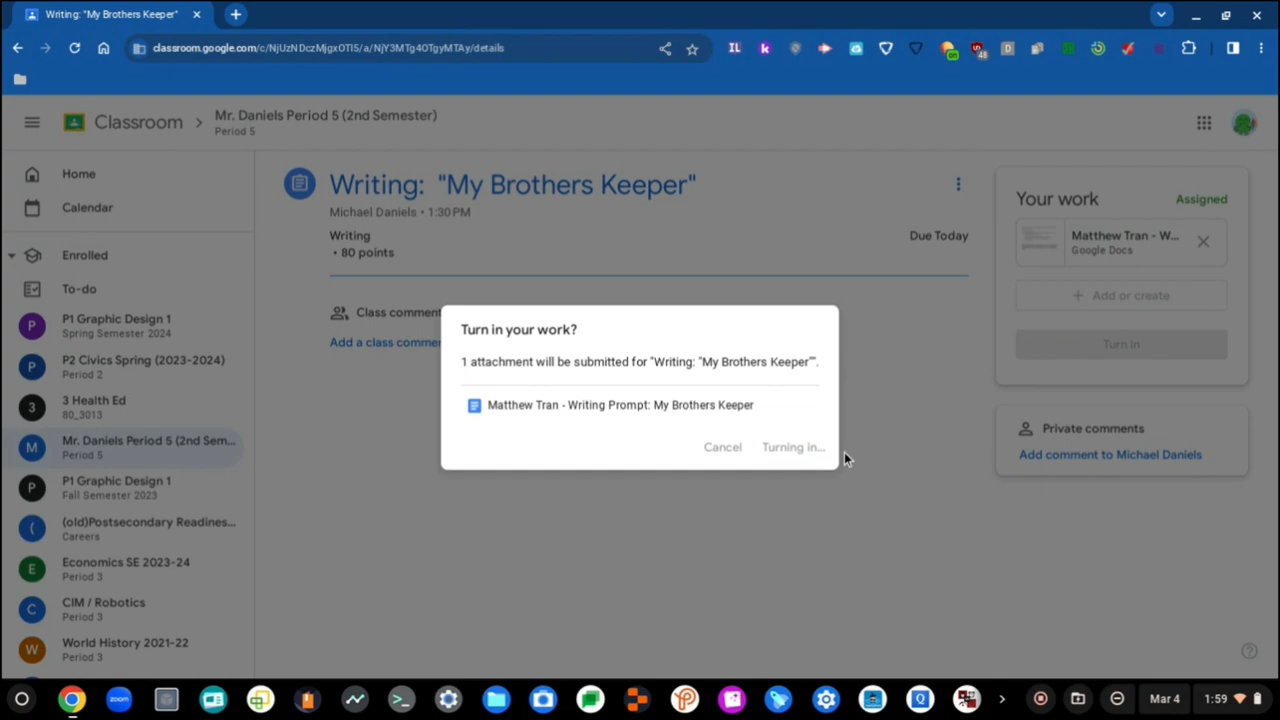 Writing: "My Brothers Keeper"
classroom.google.com/c/NjUzNDczMjgxOTI5/a/NjY3MTg4OTgyMTAy/details
Classroom
Mr. Daniels Period 5 (2nd Semester)
Period 5
Home
Calendar
Enrolled
To-do
P
P1 Graphic Design 1
Spring Semester 2024
P
P2 Civics Spring (2023-2024)
Period 2
3
3 Health Ed
80_3013
M
Mr. Daniels Period 5 (2nd Sem...
Period 5
P
P1 Graphic Design 1
Fall Semester 2023
(
(old)Postsecondary Readines...
Careers
E
Economics SE 2023-24
Period 3
C
CIM / Robotics
Period 3
W
World History 2021-22
Period 3
Writing: "My Brothers Keeper"
Michael Daniels • 1:30 PM
Writing
• 80 points
Due Today
Class commen
Add a class comme
Turn in your work?
1 attachment will be submitted for "Writing: "My Brothers Keeper"".
Matthew Tran - Writing Prompt: My Brothers Keeper
Cancel
Turning in...
Your work
Assigned
Matthew Tran - W...
Google Docs
Add or create
Turn in
Private comments
Add comment to Michael Daniels
zoom
Mar 4
1:59